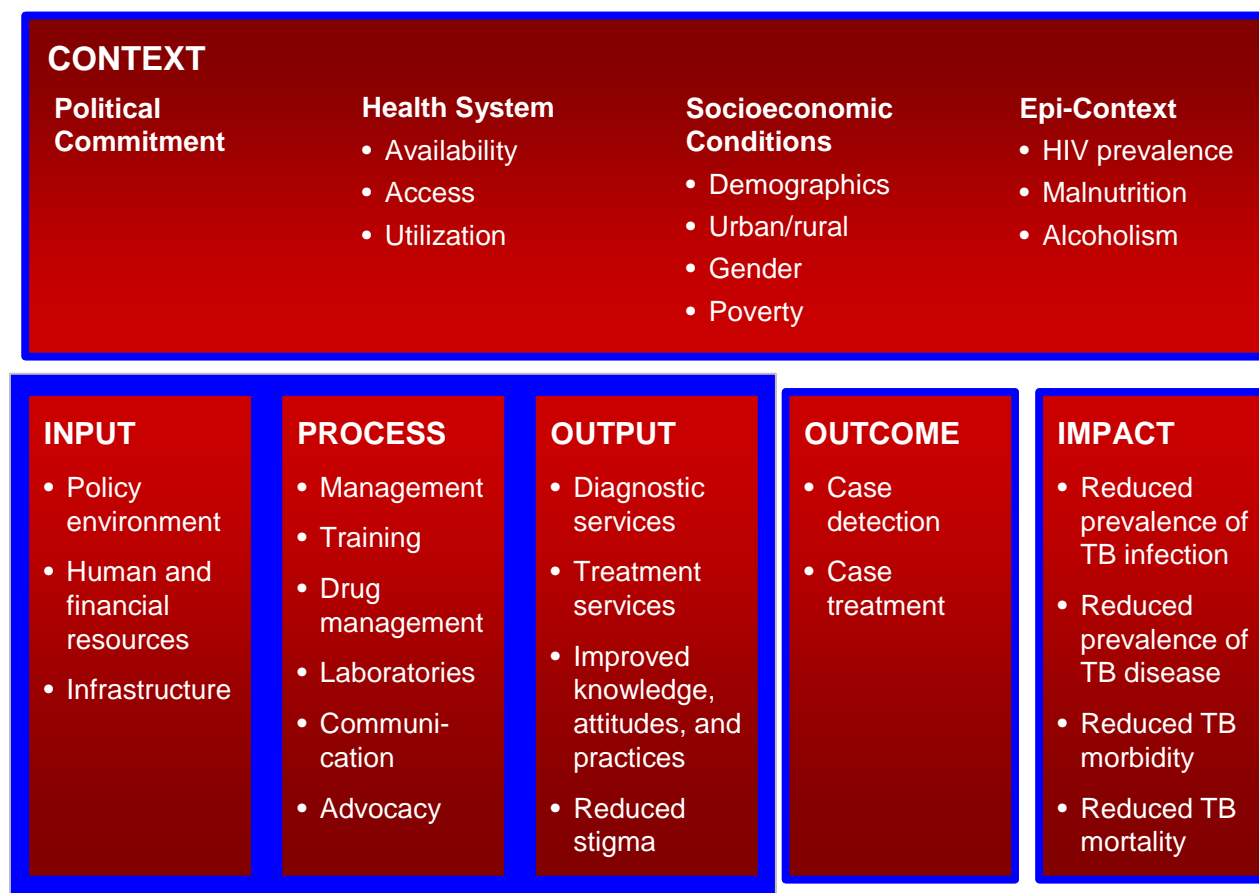 CONTEXT
Political
Commitment
Health System
• Availability
• Access
• Utilization
Socioeconomic
Conditions
• Demographics
• Urban/rural
• Gender
• Poverty
Epi-Context
• HIV prevalence
• Malnutrition
• Alcoholism
INPUT
• Policy
environment
• Human and
financial
resources
• Infrastructure
PROCESS
• Management
• Training
• Drug
management
• Laboratories
• Communi-
cation
• Advocacy
OUTPUT
• Diagnostic
services
• Treatment
services
• Improved
knowledge,
attitudes, and
practices
• Reduced
stigma
OUTCOME
• Case
detection
• Case
treatment
IMPACT
• Reduced
prevalence of
TB infection
• Reduced
prevalence of
TB disease
• Reduced TB
morbidity
• Reduced TB
mortality